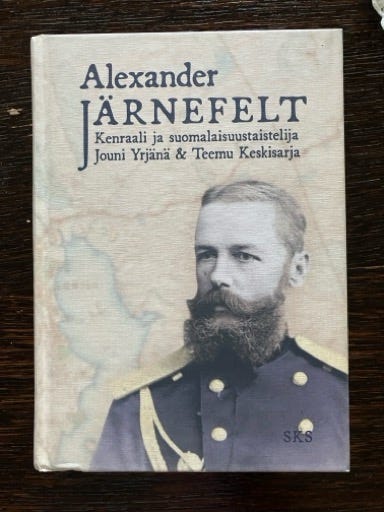 Alexander
JÄRNEFELT
Kenraali ja suomalaisuustaistelija
Jouni Yrjänä & Teemu Keskisarja
SKS